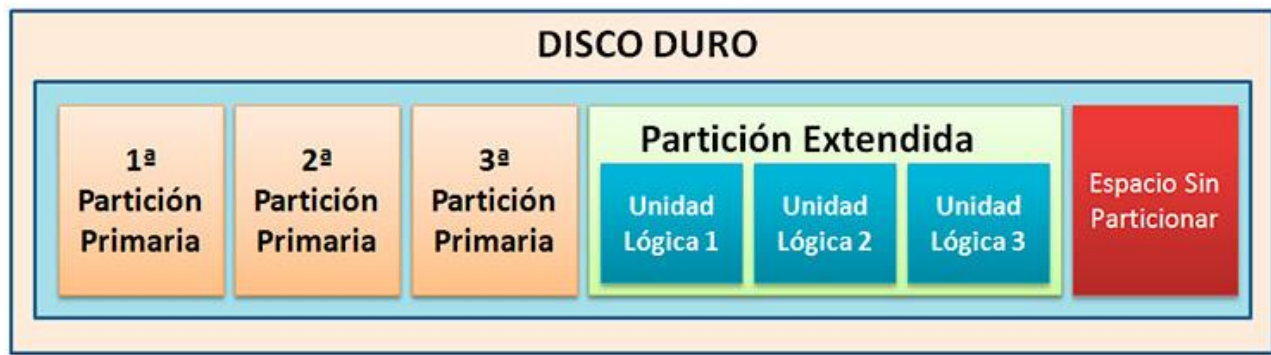 DISCO DURO
1ª
Partición
Primaria
2ª
Partición
Primaria
3ª
Partición
Primaria
Partición Extendida
Unidad
Lógica 1
Unidad
Lógica 2
Unidad
Lógica 3
Espacio Sin
Particionar